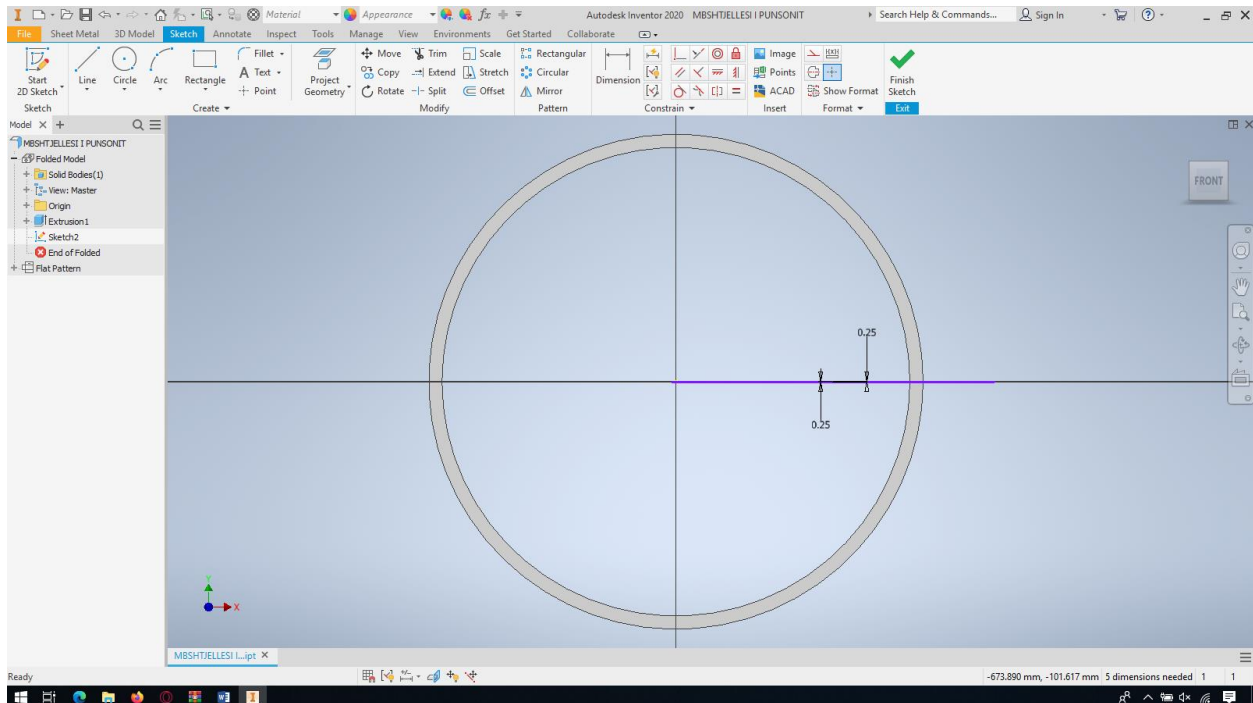 Material Appearance fx Autodesk Inventor 2020 MBSHTJELLESI I PUNSONIT Search Help & Commands... Sign In
File Sheet Metal 3D Model Sketch Annotate Inspect Tools Manage View Environments Get Started Collaborate
Start 2D Sketch Line Circle Arc Rectangle Fillet Text Point Project Geometry Move Copy Rotate Trim Extend Split Scale Stretch Offset Rectangular Circular Mirror Dimension Image Points ACAD Show Format Finish Sketch
Sketch Create Modify Pattern Constrain Insert Format Exit
Model
MBSHTJELLESI I PUNSONIT
Folded Model
Solid Bodies(1)
View: Master
Origin
Extrusion1
Sketch2
End of Folded
Flat Pattern
FRONT
0.25
0.25
Y
X
MBSHTJELLESI I...ipt
Ready -673.890 mm, -101.617 mm 5 dimensions needed 1 1